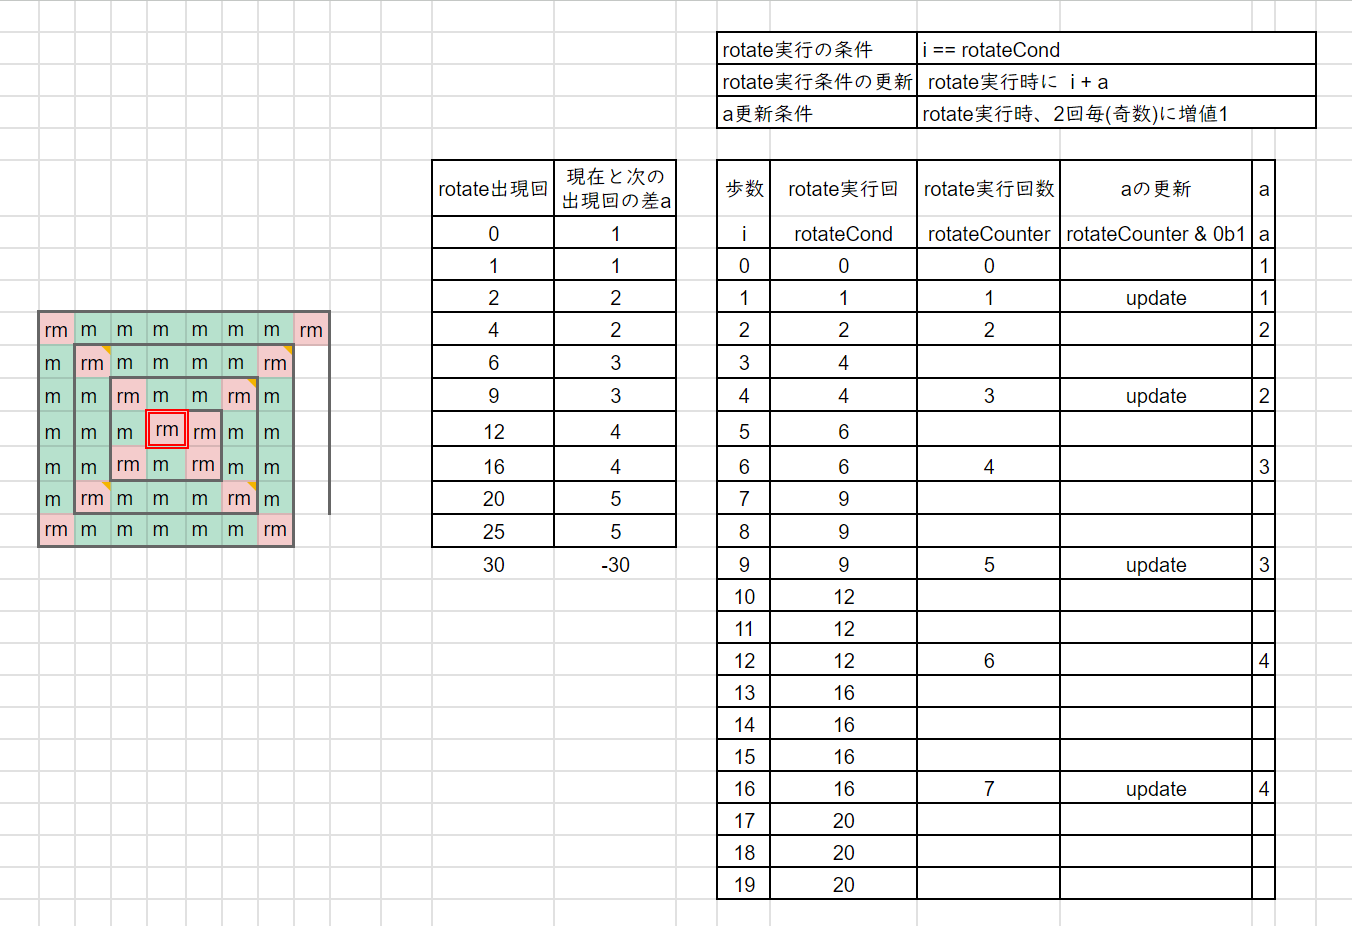 rotate実行の条件 i == rotateCond
rotate実行条件の更新 rotate実行時に i + a
a更新条件 rotate実行時、2回毎(奇数)に増値1
rotate出現回 現在と次の
出現回の差a
0 1
1 1
2 2
4 2
6 3
9 3
12 4
16 4
20 5
25 5
30 -30
歩数 rotate実行回 rotate実行回数 aの更新 a
i rotateCond rotateCounter rotateCounter & 0b1 a
0 0 0 1
1 1 1 update 1
2 2 2 2
3 4
4 4 3 update 2
5 6
6 6 4 3
7 9
8 9
9 9 5 update 3
10 12
11 12
12 12 6 4
13 16
14 16
15 16
16 16 7 update 4
17 20
18 20
19 20
rm m m m m m m rm
m rm m m m m rm
m m rm m m rm m
m m m rm rm m m
m m rm m rm m m
m rm m m m rm m
rm m m m m m rm